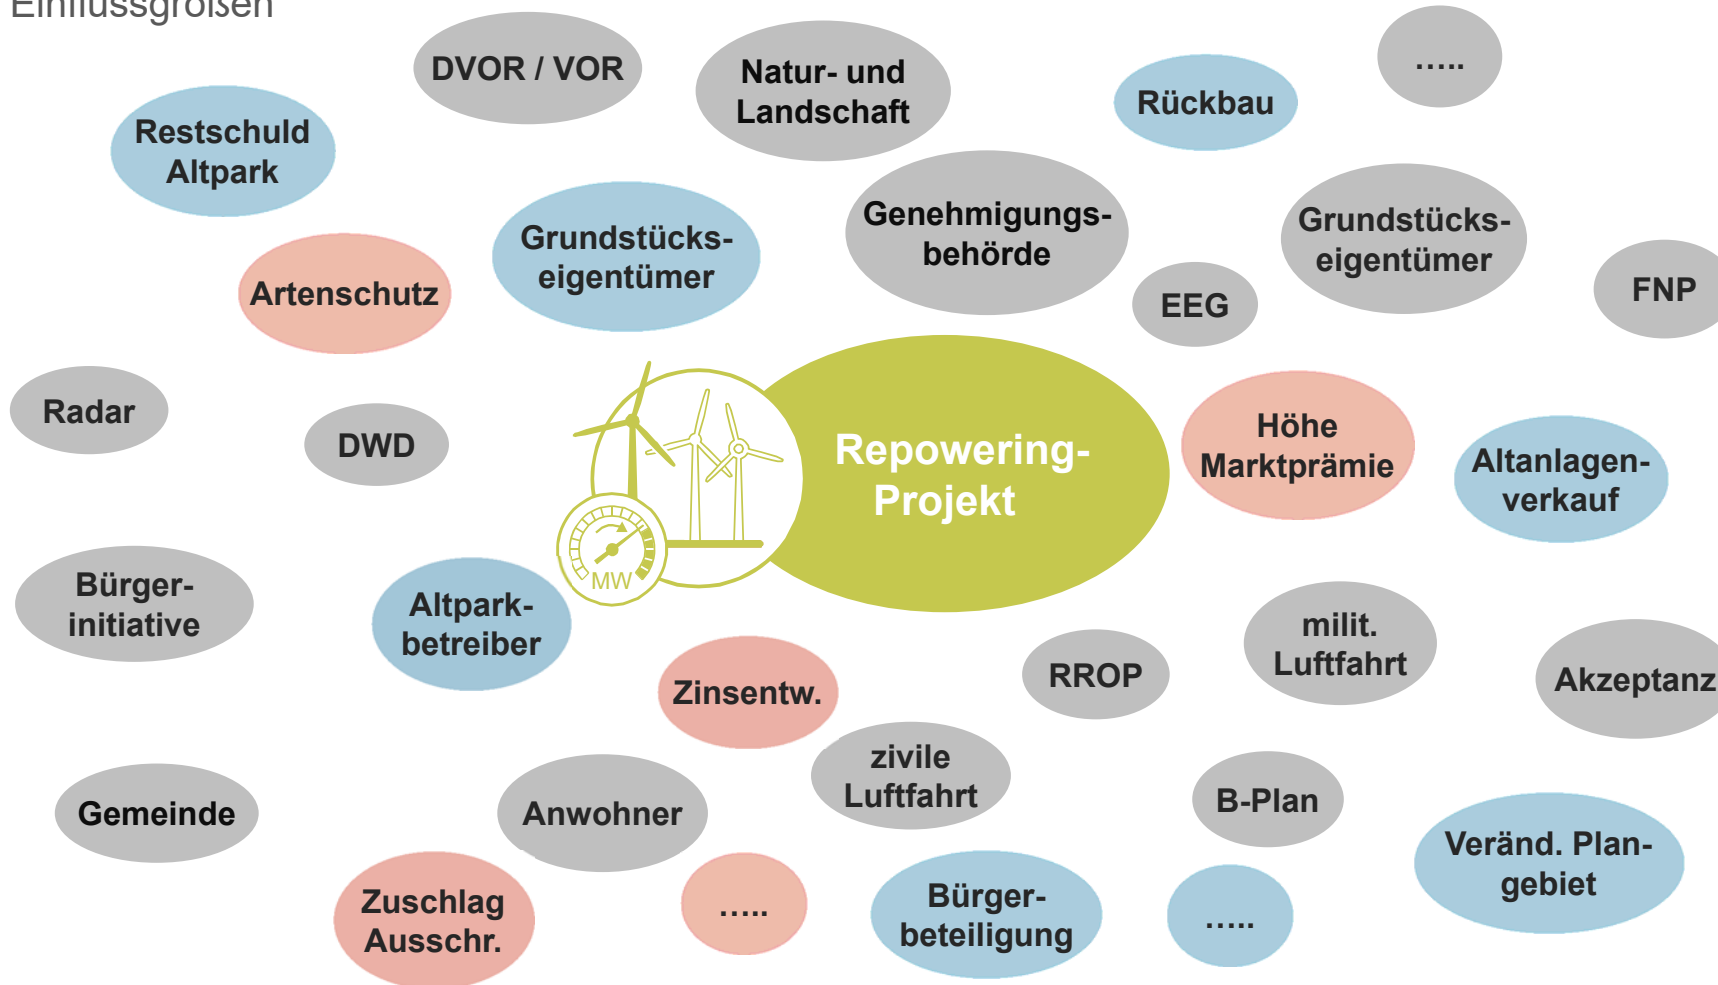 Einflussgrößen
DVOR / VOR
Natur- und
Landschaft
…..
Rückbau
Restschuld
Altpark
Genehmigungs-
behörde
Grundstücks-
eigentümer
Grundstücks-
eigentümer
Artenschutz
EEG
FNP
Radar
DWD
Repowering-
Projekt
Höhe
Marktprämie
Altanlagen-
verkauf
MW
Bürger-
initiative
Altpark-
betreiber
milit.
Luftfahrt
Zinsentw.
RROP
Akzeptanz
zivile
Luftfahrt
Gemeinde
Anwohner
B-Plan
Veränd. Plan-
gebiet
Zuschlag
Ausschr.
…..
Bürger-
beteiligung
…..